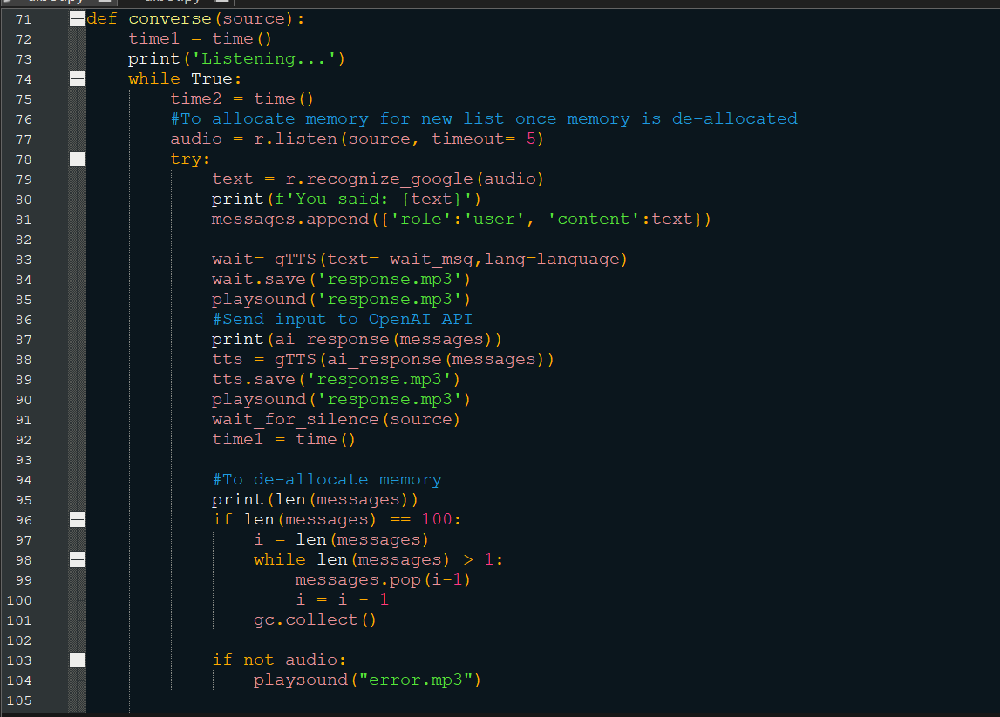 71 def converse(source):
72     time1 = time()
73     print('Listening...')
74     while True:
75         time2 = time()
76         #To allocate memory for new list once memory is de-allocated
77         audio = r.listen(source, timeout= 5)
78         try:
79             text = r.recognize_google(audio)
80             print(f'You said: {text}')
81             messages.append({'role':'user', 'content':text})
82
83             wait= gTTS(text= wait_msg,lang=language)
84             wait.save('response.mp3')
85             playsound('response.mp3')
86             #Send input to OpenAI API
87             print(ai_response(messages))
88             tts = gTTS(ai_response(messages))
89             tts.save('response.mp3')
90             playsound('response.mp3')
91             wait_for_silence(source)
92             time1 = time()
93
94             #To de-allocate memory
95             print(len(messages))
96             if len(messages) == 100:
97                 i = len(messages)
98                 while len(messages) > 1:
99                     messages.pop(i-1)
100                     i = i - 1
101                 gc.collect()
102
103             if not audio:
104                 playsound("error.mp3")
105